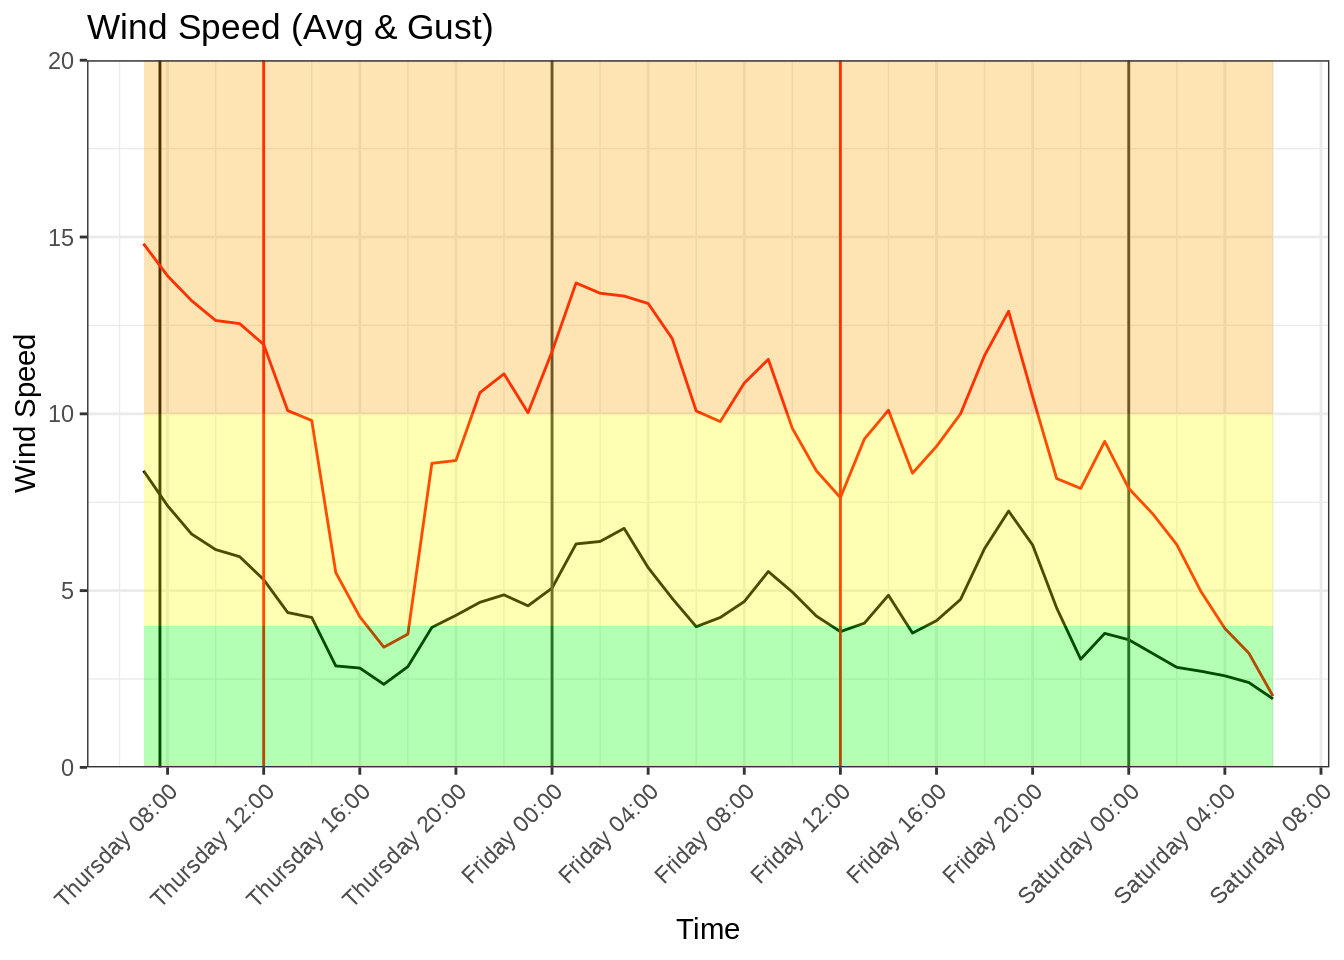 Wind Speed (Avg & Gust)
20
15
10
5
0
Wind Speed
Thursday 08:00
Thursday 12:00
Thursday 16:00
Thursday 20:00
Friday 00:00
Friday 04:00
Friday 08:00
Friday 12:00
Friday 16:00
Friday 20:00
Saturday 00:00
Saturday 04:00
Saturday 08:00
Time